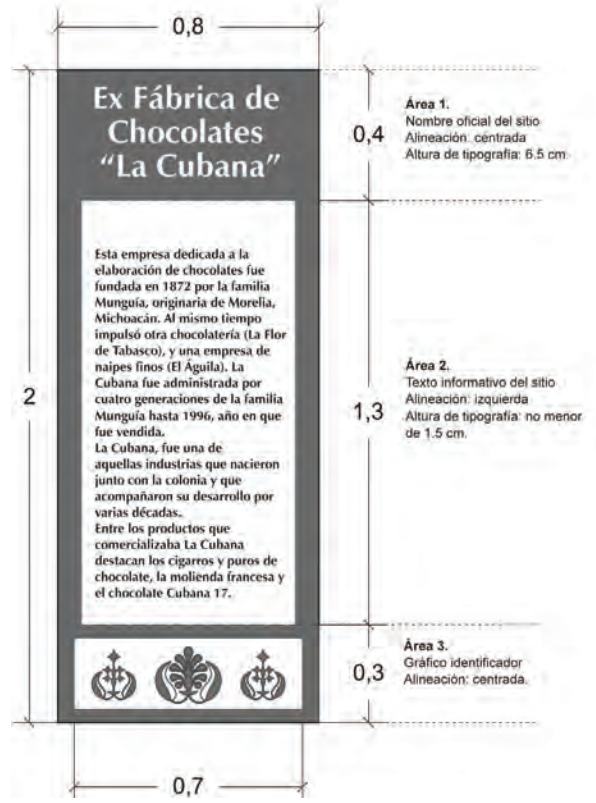 0,8
Ex Fábrica de
Chocolates
“La Cubana”
0,4
Área 1.
Nombre oficial del sitio
Alineación: centrada
Altura de tipografía: 6.5 cm
Esta empresa dedicada a la
elaboración de chocolates fue
fundada en 1872 por la familia
Munguía, originaria de Morelia,
Michoacán. Al mismo tiempo
impulsó otra chocolatería (La Flor
de Tabasco), y una empresa de
naipes finos (El Águila). La
Cubana fue administrada por
cuatro generaciones de la familia
Munguía hasta 1996, año en que
fue vendida.
La Cubana, fue una de
aquellas industrias que nacieron
junto con la colonia y que
acompañaron su desarrollo por
varias décadas.
Entre los productos que
comercializaba La Cubana
destacan los cigarros y puros de
chocolate, la molienda francesa y
el chocolate Cubana 17.
2
1,3
Área 2.
Texto informativo del sitio
Alineación: izquierda
Altura de tipografía: no menor
de 1.5 cm.
0,3
Área 3.
Gráfico identificador
Alineación: centrada.
0,7